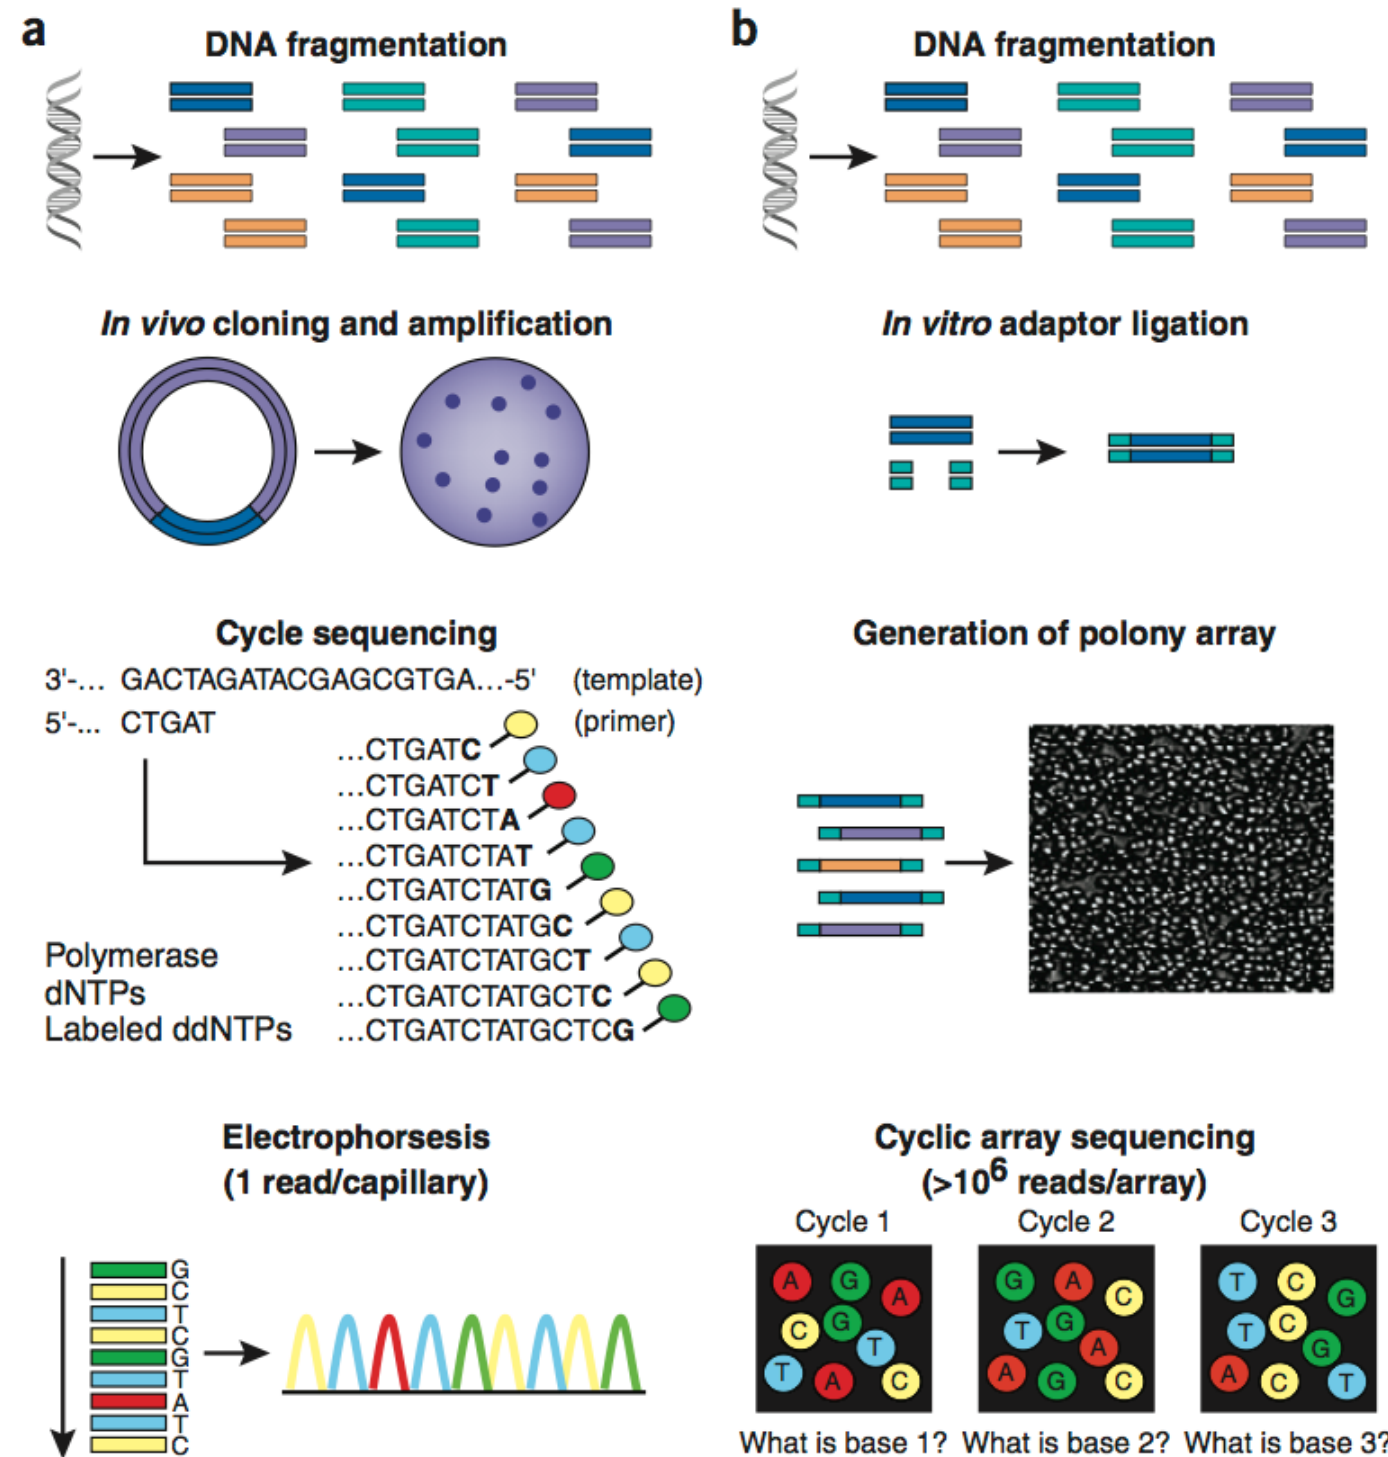 a
DNA fragmentation
In vivo cloning and amplification
Cycle sequencing
3'-... GACTAGATACGAGCGTGA...-5' (template)
5'-... CTGAT (primer)
...CTGATC
...CTGATCT
...CTGATCTA
...CTGATCTAT
...CTGATCTATG
...CTGATCTATGC
...CTGATCTATGCT
...CTGATCTATGCTC
...CTGATCTATGCTCG
Polymerase
dNTPs
Labeled ddNTPs
Electrophorsesis
(1 read/capillary)
G
C
T
C
G
T
A
T
C
b
DNA fragmentation
In vitro adaptor ligation
Generation of polony array
Cyclic array sequencing
(>10⁶ reads/array)
Cycle 1
A G A
C G T
T A C
What is base 1?
Cycle 2
G A C
T G A
A G C
What is base 2?
Cycle 3
T C G
T C G
A C T
What is base 3?